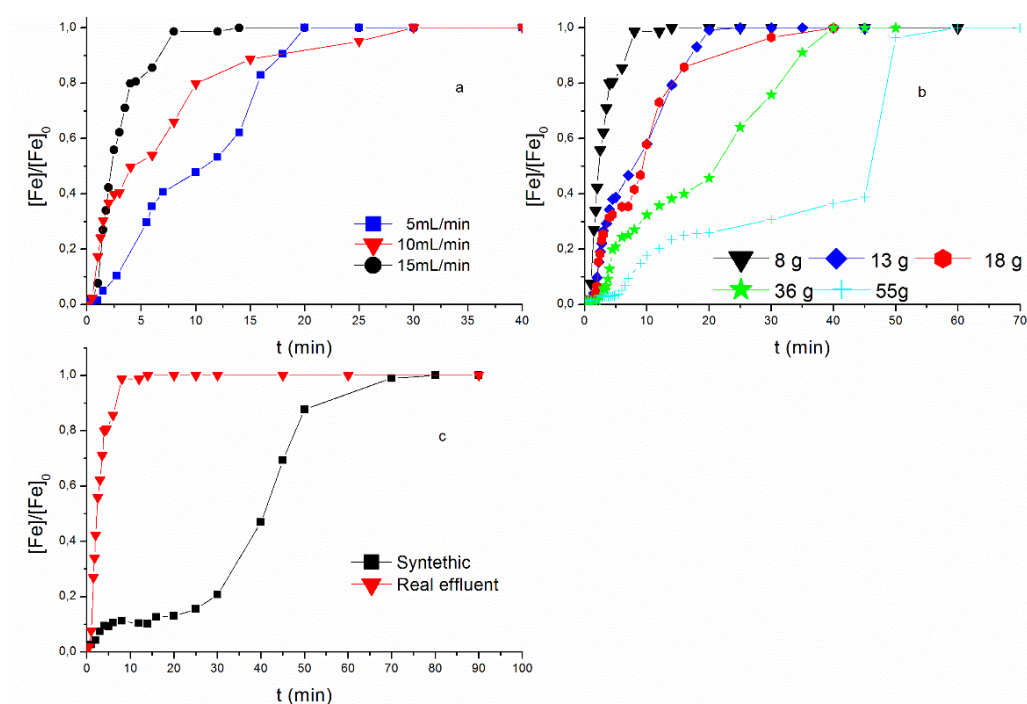 1,0
0,8
0,6
0,4
0,2
0,0
[Fe]/[Fe]0
a
5mL/min
10mL/min
15mL/min
0 5 10 15 20 25 30 35 40
t (min)
1,0
0,8
0,6
0,4
0,2
0,0
[Fe]/[Fe]0
b
8 g 13 g 18 g
36 g 55g
0 10 20 30 40 50 60 70
t (min)
1,0
0,8
0,6
0,4
0,2
0,0
[Fe]/[Fe]0
c
Syntethic
Real effluent
0 10 20 30 40 50 60 70 80 90 100
t (min)